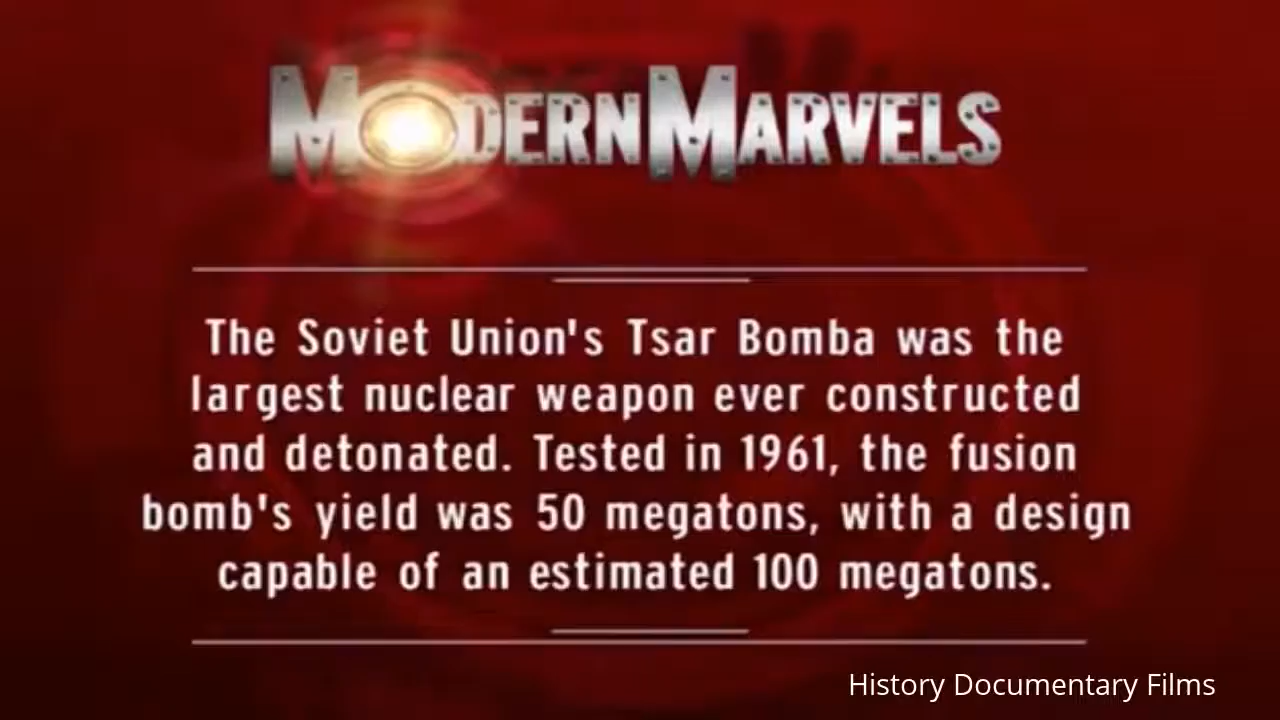 MODERN MARVELS
The Soviet Union's Tsar Bomba was the
largest nuclear weapon ever constructed
and detonated. Tested in 1961, the fusion
bomb's yield was 50 megatons, with a design
capable of an estimated 100 megatons.
History Documentary Films